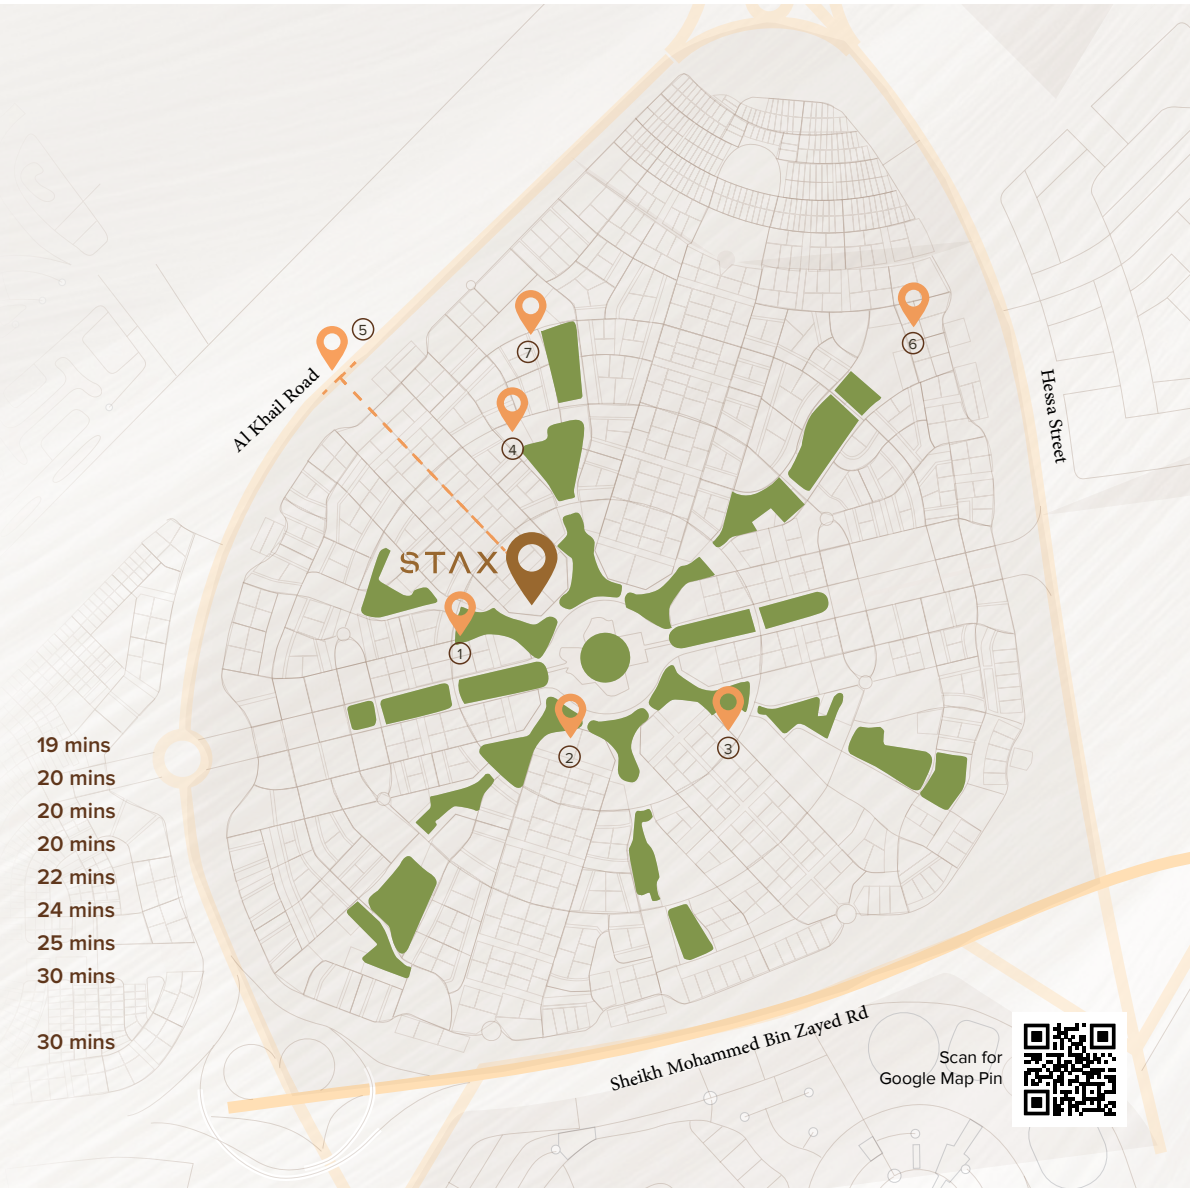 5
7
6
Al Khail Road
Hessa Street
4
STAX
1
3
2
19 mins
20 mins
20 mins
20 mins
22 mins
24 mins
25 mins
30 mins
30 mins
Sheikh Mohammed Bin Zayed Rd
Scan for
Google Map Pin